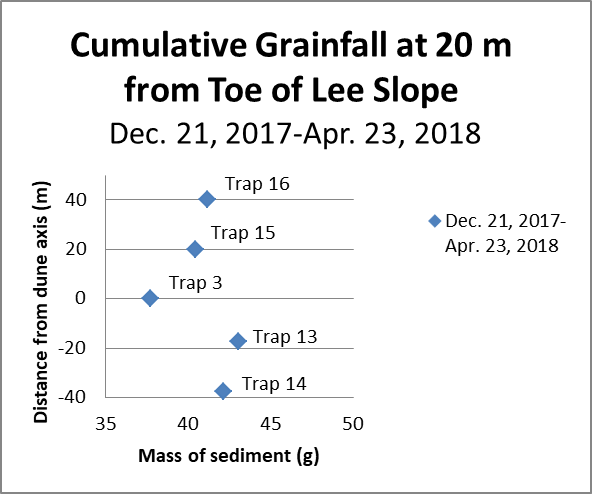 Cumulative Grainfall at 20 m
from Toe of Lee Slope
Dec. 21, 2017-Apr. 23, 2018
Distance from dune axis (m)
40
20
0
-20
-40
Trap 16
Trap 15
Trap 3
Trap 13
Trap 14
35 40 45 50
Mass of sediment (g)
Dec. 21, 2017-
Apr. 23, 2018